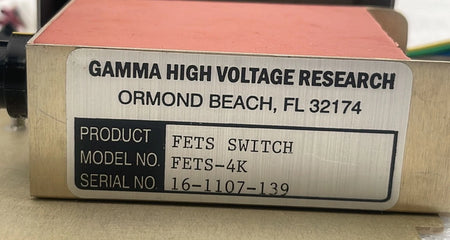 GAMMA HIGH VOLTAGE RESEARCH
ORMOND BEACH, FL 32174
PRODUCT FETS SWITCH
MODEL NO. FETS-4K
SERIAL NO. 16-1107-139